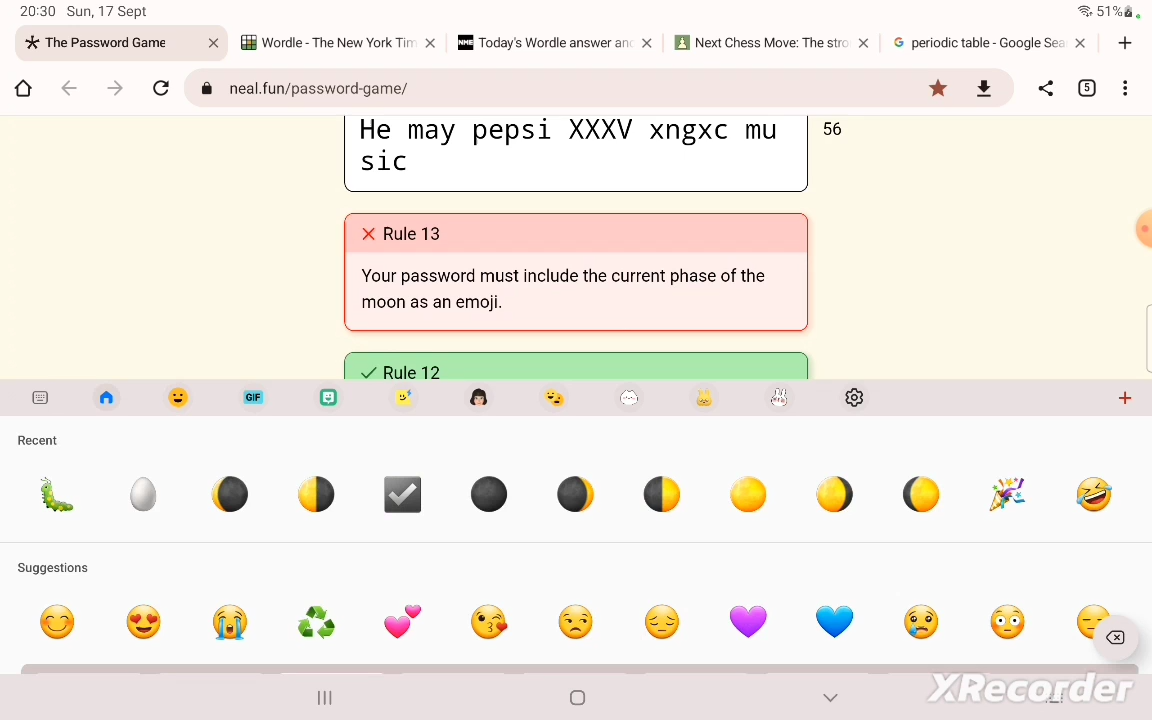 20:30 Sun, 17 Sept 51%
The Password Game Wordle - The New York Tim Today's Wordle answer and Next Chess Move: The stro periodic table - Google Sea
neal.fun/password-game/ 5
He may pepsi XXXV xngxc mu 56
sic
Rule 13
Your password must include the current phase of the
moon as an emoji.
Rule 12
GIF
Recent
Suggestions
XRecorder